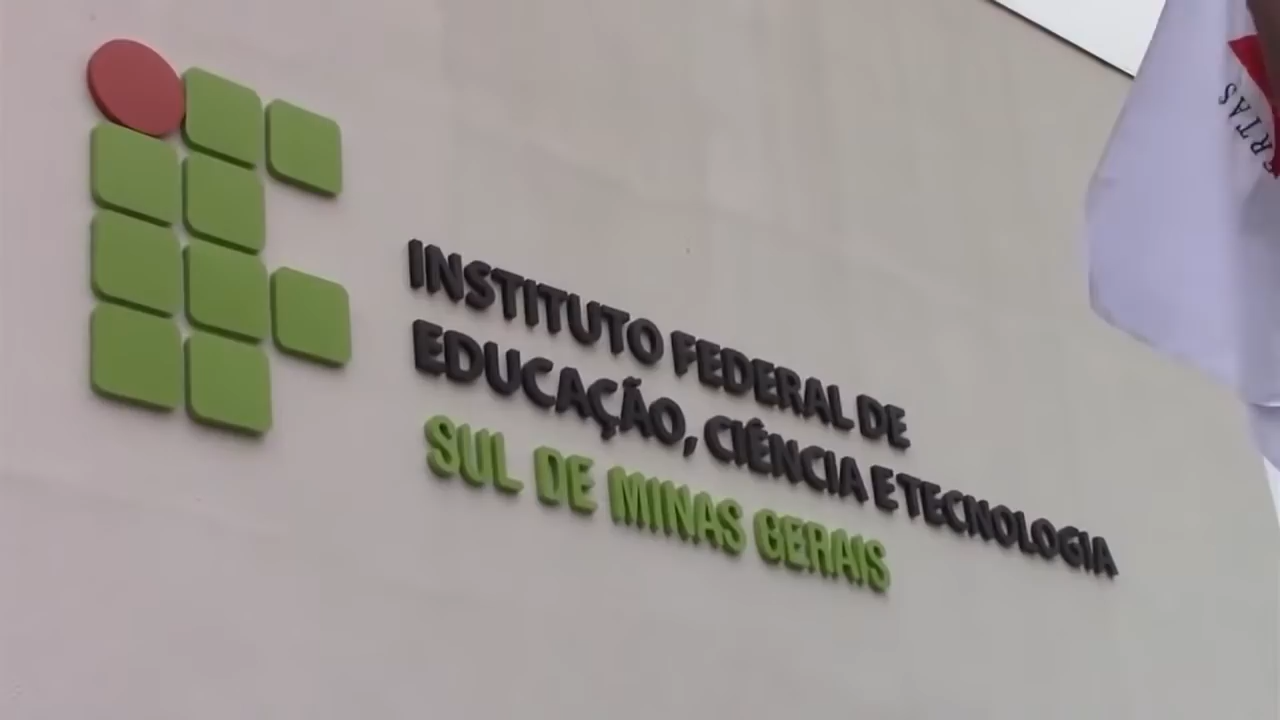 INSTITUTO FEDERAL DE
EDUCAÇÃO, CIÊNCIA E TECNOLOGIA
SUL DE MINAS GERAIS